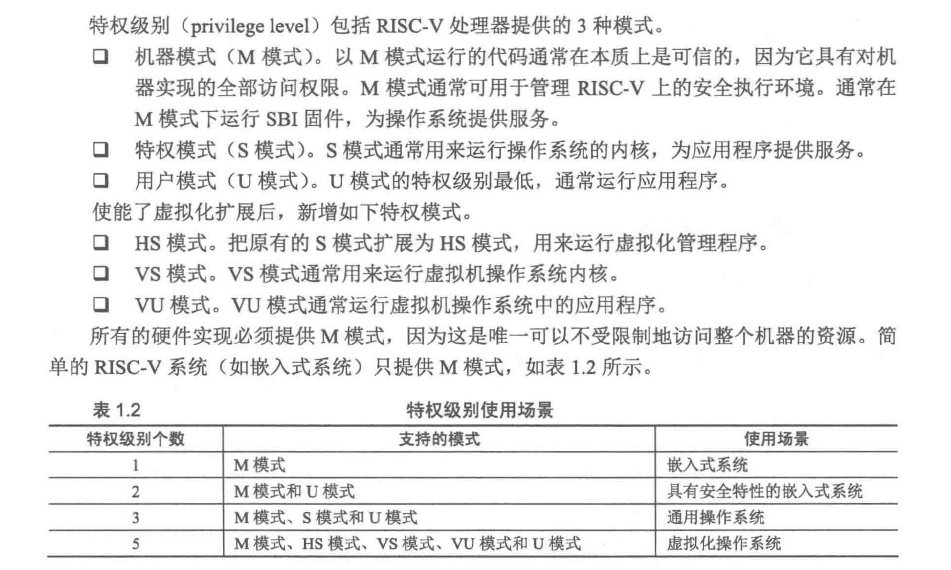 特权级别（privilege level）包括 RISC-V 处理器提供的 3 种模式。
❑ 机器模式（M 模式）。以 M 模式运行的代码通常在本质上是可信的，因为它具有对机
器实现的全部访问权限。M 模式通常可用于管理 RISC-V 上的安全执行环境。通常在
M 模式下运行 SBI 固件，为操作系统提供服务。
❑ 特权模式（S 模式）。S 模式通常用来运行操作系统的内核，为应用程序提供服务。
❑ 用户模式（U 模式）。U 模式的特权级别最低，通常运行应用程序。
使能了虚拟化扩展后，新增如下特权模式。
❑ HS 模式。把原有的 S 模式扩展为 HS 模式，用来运行虚拟化管理程序。
❑ VS 模式。VS 模式通常用来运行虚拟机操作系统内核。
❑ VU 模式。VU 模式通常运行虚拟机操作系统中的应用程序。
所有的硬件实现必须提供 M 模式，因为这是唯一可以不受限制地访问整个机器的资源。简
单的 RISC-V 系统（如嵌入式系统）只提供 M 模式，如表 1.2 所示。
表 1.2 特权级别使用场景
特权级别个数 支持的模式 使用场景
1 M 模式 嵌入式系统
2 M 模式和 U 模式 具有安全特性的嵌入式系统
3 M 模式、S 模式和 U 模式 通用操作系统
5 M 模式、HS 模式、VS 模式、VU 模式和 U 模式 虚拟化操作系统